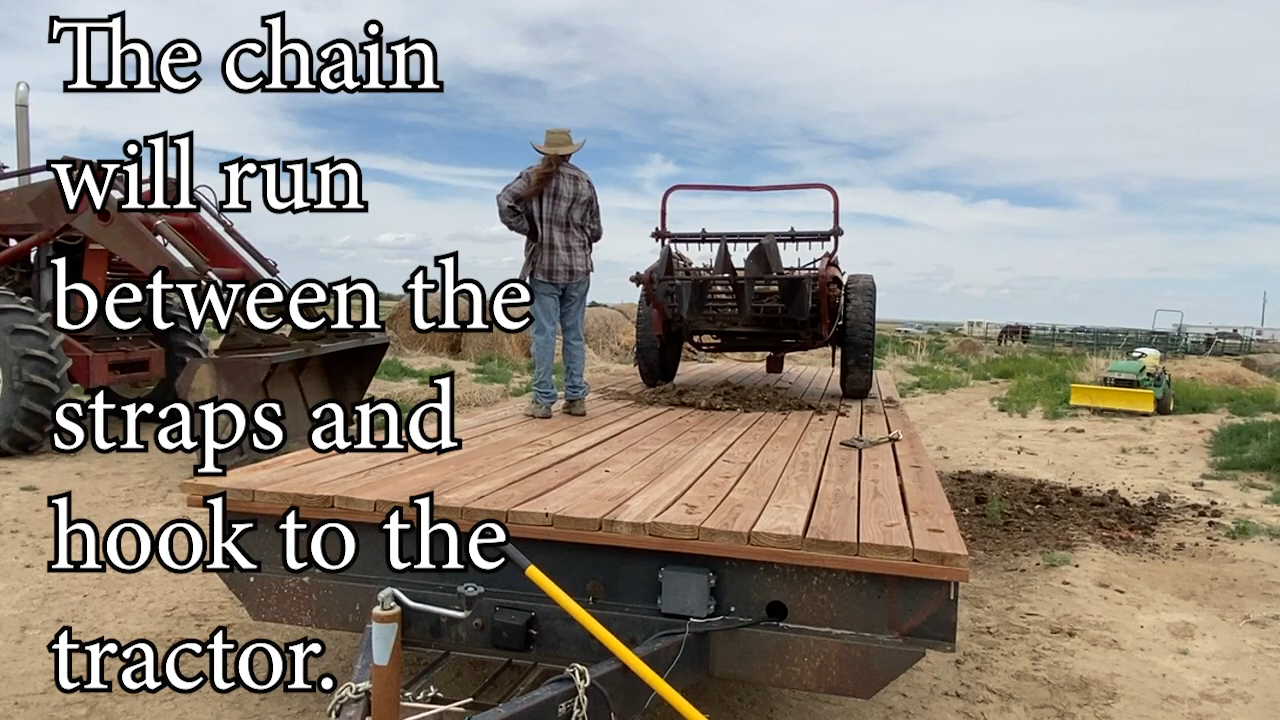 The chain
will run
between the
straps and
hook to the
tractor.